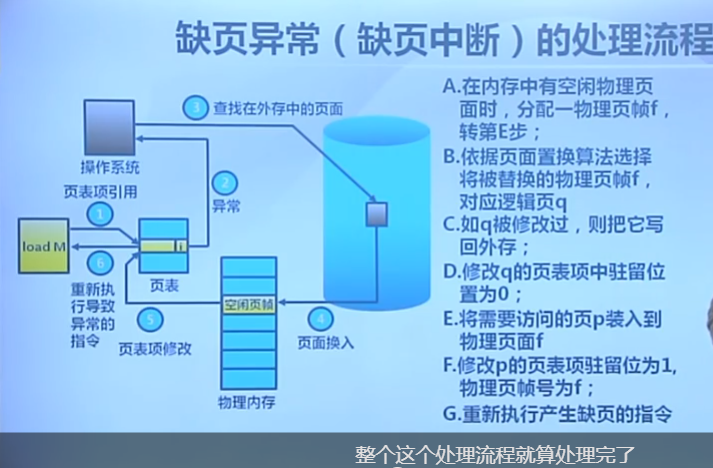 缺页异常（缺页中断）的处理流程
③ 查找在外存中的页面
操作系统
② 异常
页表项引用
①
load M
i
页表
⑥
重新执
行导致
异常的
指令
⑤
页表项修改
空闲页帧
④
页面换入
物理内存
A.在内存中有空闲物理页
面时，分配一物理页帧f，
转第E步；
B.依据页面置换算法选择
将被替换的物理页帧f，
对应逻辑页q
C.如q被修改过，则把它写
回外存；
D.修改q的页表项中驻留位
置为0；
E.将需要访问的页p装入到
物理页面f
F.修改p的页表项驻留位为1,
物理页帧号为f；
G.重新执行产生缺页的指令
整个这个处理流程就算处理完了